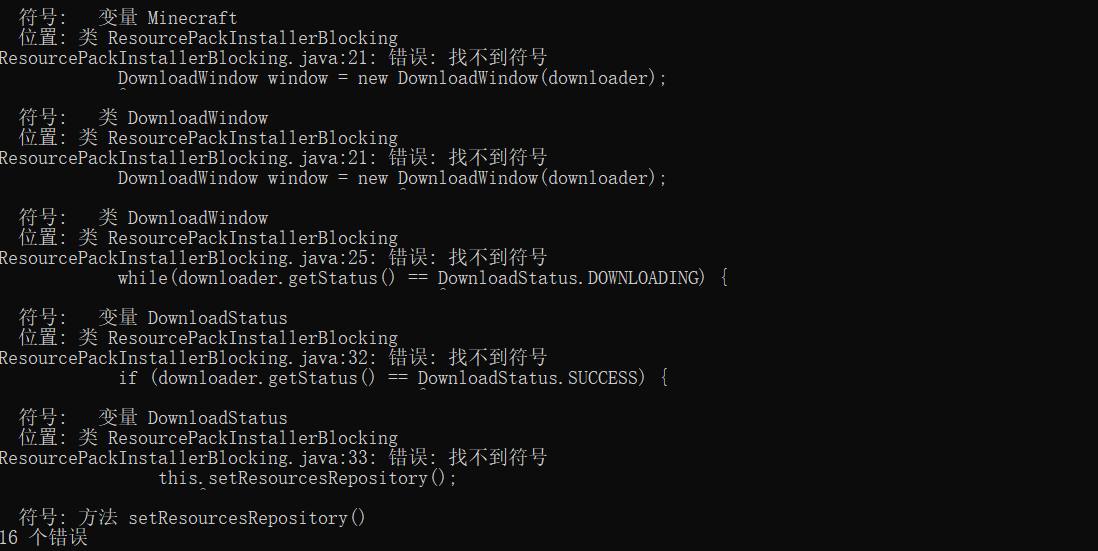 符号:   变量 Minecraft
位置: 类 ResourcePackInstallerBlocking
ResourcePackInstallerBlocking.java:21: 错误: 找不到符号
DownloadWindow window = new DownloadWindow(downloader);
^
符号:   类 DownloadWindow
位置: 类 ResourcePackInstallerBlocking
ResourcePackInstallerBlocking.java:21: 错误: 找不到符号
DownloadWindow window = new DownloadWindow(downloader);
^
符号:   类 DownloadWindow
位置: 类 ResourcePackInstallerBlocking
ResourcePackInstallerBlocking.java:25: 错误: 找不到符号
while(downloader.getStatus() == DownloadStatus.DOWNLOADING) {
^
符号:   变量 DownloadStatus
位置: 类 ResourcePackInstallerBlocking
ResourcePackInstallerBlocking.java:32: 错误: 找不到符号
if (downloader.getStatus() == DownloadStatus.SUCCESS) {
^
符号:   变量 DownloadStatus
位置: 类 ResourcePackInstallerBlocking
ResourcePackInstallerBlocking.java:33: 错误: 找不到符号
this.setResourcesRepository();
^
符号: 方法 setResourcesRepository()
16 个错误